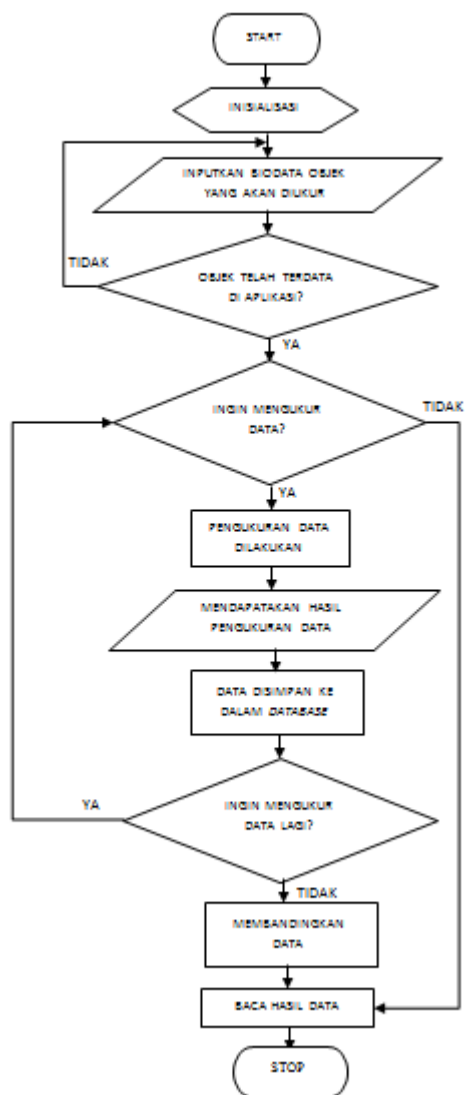 START
INISIALISASI
INPUTKAN BIODATA OBJEK
YANG AKAN DIUKUR
TIDAK
OBJEK TELAH TERDATA
DI APLIKASI?
YA
INGIN MENGUKUR
DATA?
TIDAK
YA
PENGUKURAN DATA
DILAKUKAN
MENDAPATAKAN HASIL
PENGUKURAN DATA
DATA DISIMPAN KE
DALAM DATABASE
YA
INGIN MENGUKUR
DATA LAGI?
TIDAK
MEMBANDINGKAN
DATA
BACA HASIL DATA
STOP